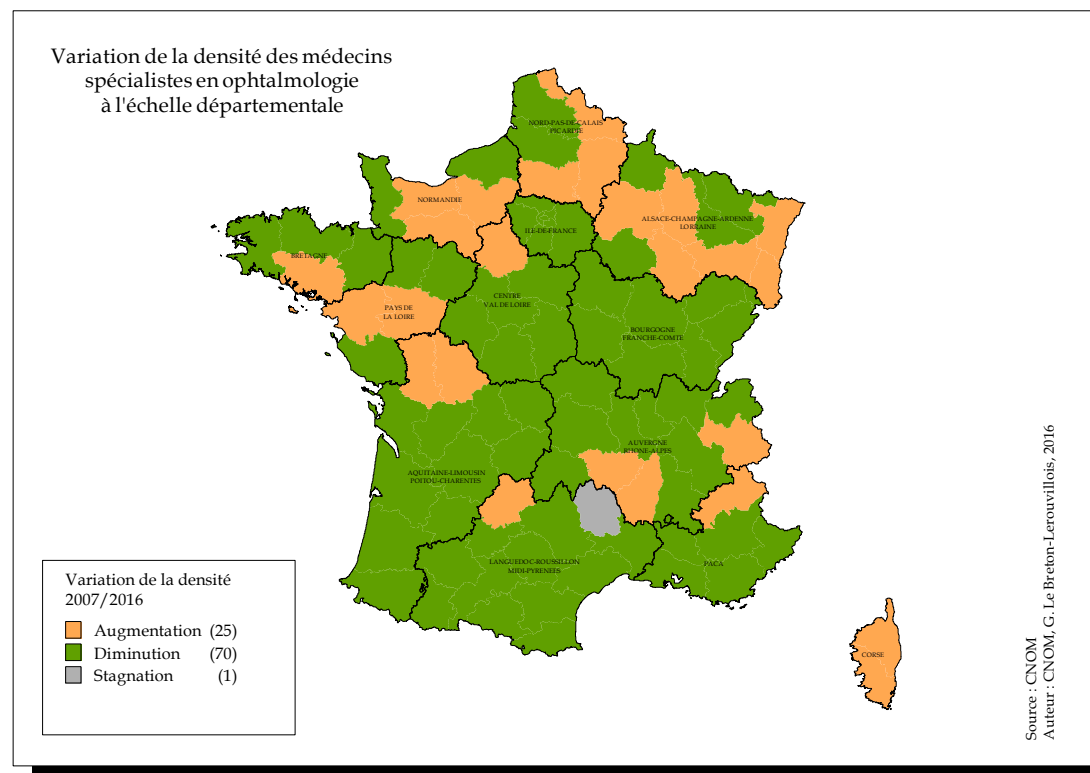 Variation de la densité des médecins
spécialistes en ophtalmologie
à l'échelle départementale
NORD-PAS-DE-CALAIS
PICARDIE
NORMANDIE
ILE-DE-FRANCE
ALSACE-CHAMPAGNE-ARDENNE
LORRAINE
BRETAGNE
PAYS DE
LA LOIRE
CENTRE
VAL DE LOIRE
BOURGOGNE
FRANCHE-COMTE
AUVERGNE
RHONE-ALPES
AQUITAINE-LIMOUSIN
POITOU-CHARENTES
LANGUEDOC-ROUSSILLON
MIDI-PYRENEES
PACA
CORSE
Variation de la densité
2007/2016
Augmentation (25)
Diminution (70)
Stagnation (1)
Source : CNOM
Auteur : CNOM, G. Le Breton-Lerouvillois, 2016